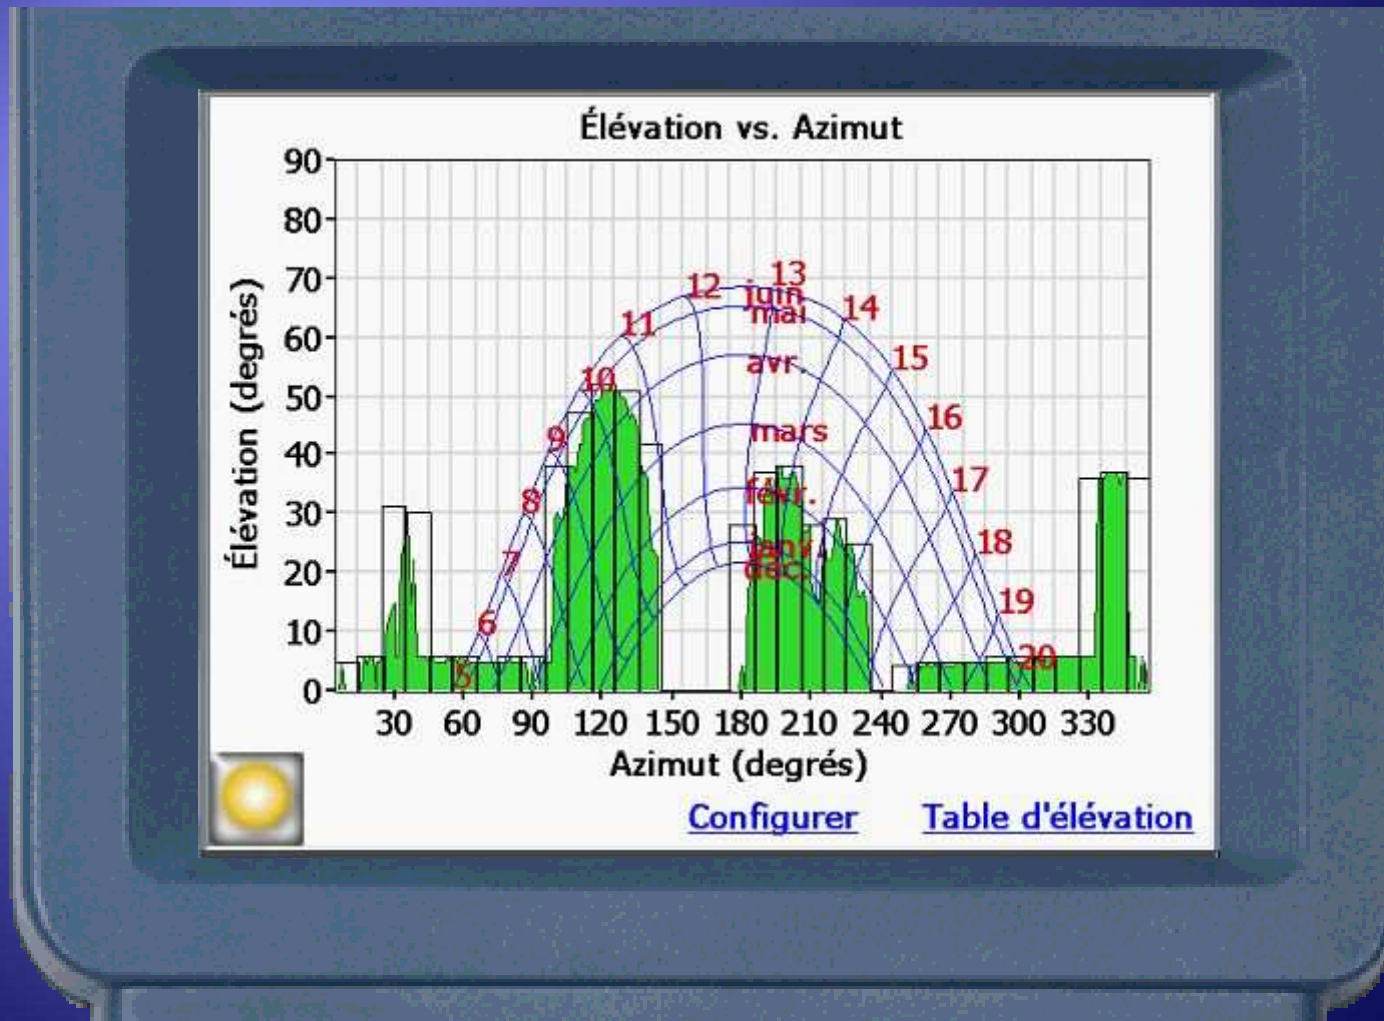 Élévation vs. Azimut
90
80
70
60
50
40
30
20
10
0
Élévation (degrés)
5
6
7
8
9
10
11
12
13
14
15
16
17
18
19
20
juin
mai
avr.
mars
févr.
janv.
déc.
30 60 90 120 150 180 210 240 270 300 330
Azimut (degrés)
Configurer Table d'élévation